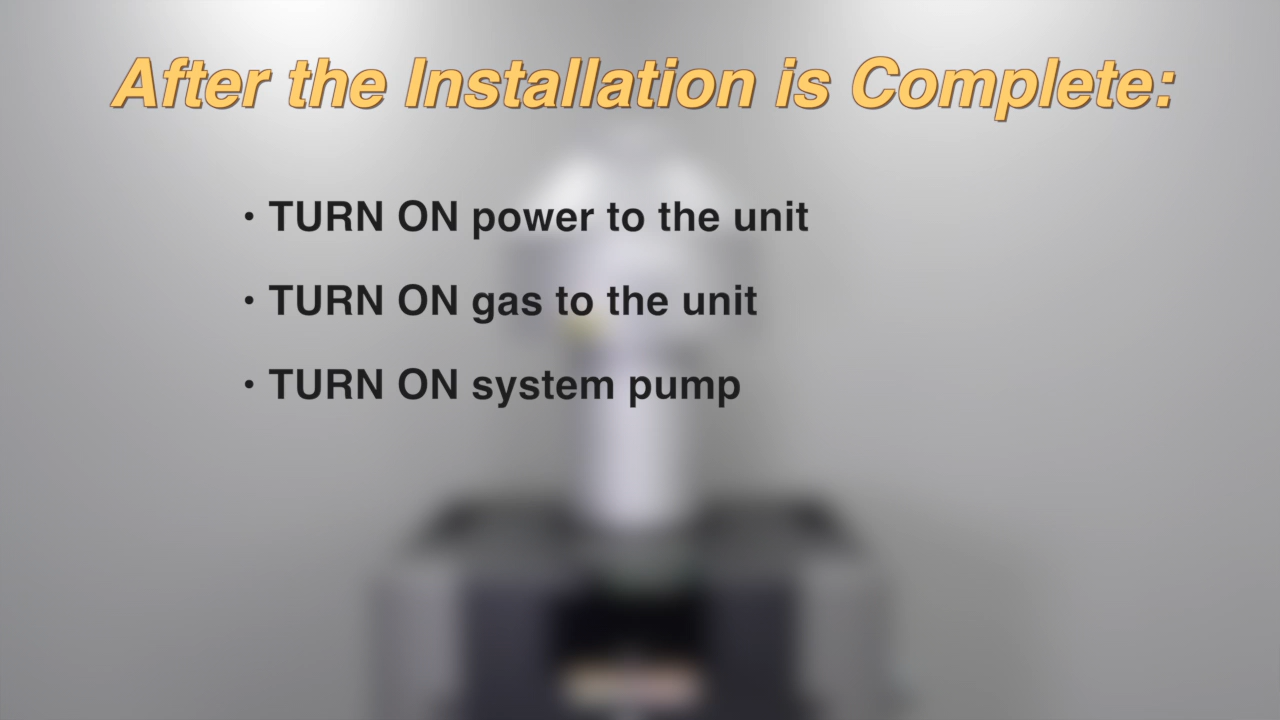 After the Installation is Complete:
• TURN ON power to the unit
• TURN ON gas to the unit
• TURN ON system pump